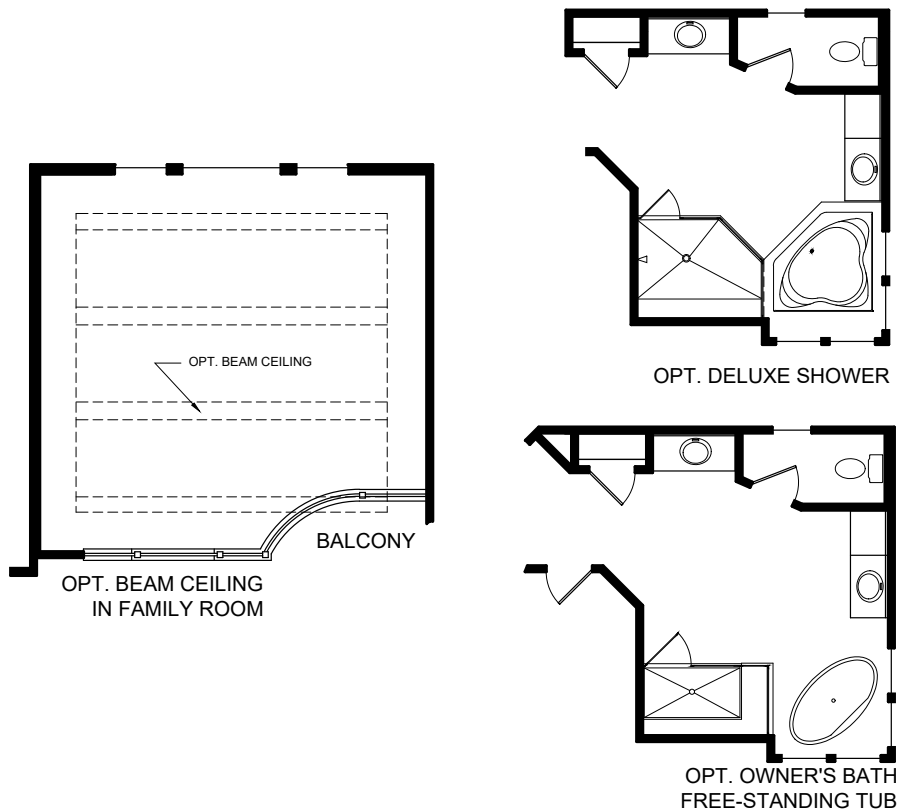 OPT. BEAM CEILING
BALCONY
OPT. BEAM CEILING
IN FAMILY ROOM
OPT. DELUXE SHOWER
OPT. OWNER'S BATH
FREE-STANDING TUB